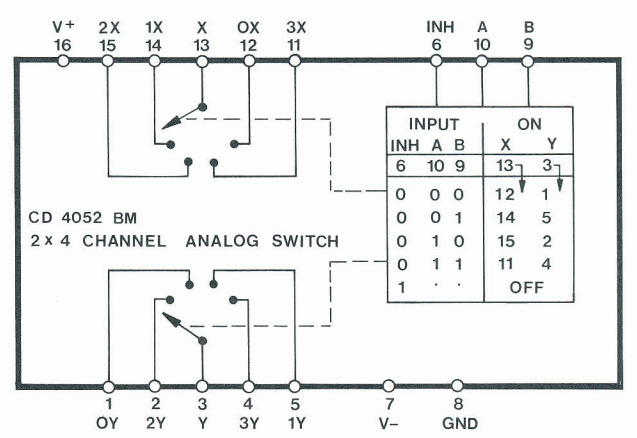 V+ 2X 1X X OX 3X INH A B
16 15 14 13 12 11 6 10 9
INPUT ON
INH A B X Y
6 10 9 13 3
0 0 0 12 1
0 0 1 14 5
0 1 0 15 2
0 1 1 11 4
1 · · OFF
CD 4052 BM
2 x 4 CHANNEL ANALOG SWITCH
1 2 3 4 5 7 8
OY 2Y Y 3Y 1Y V- GND